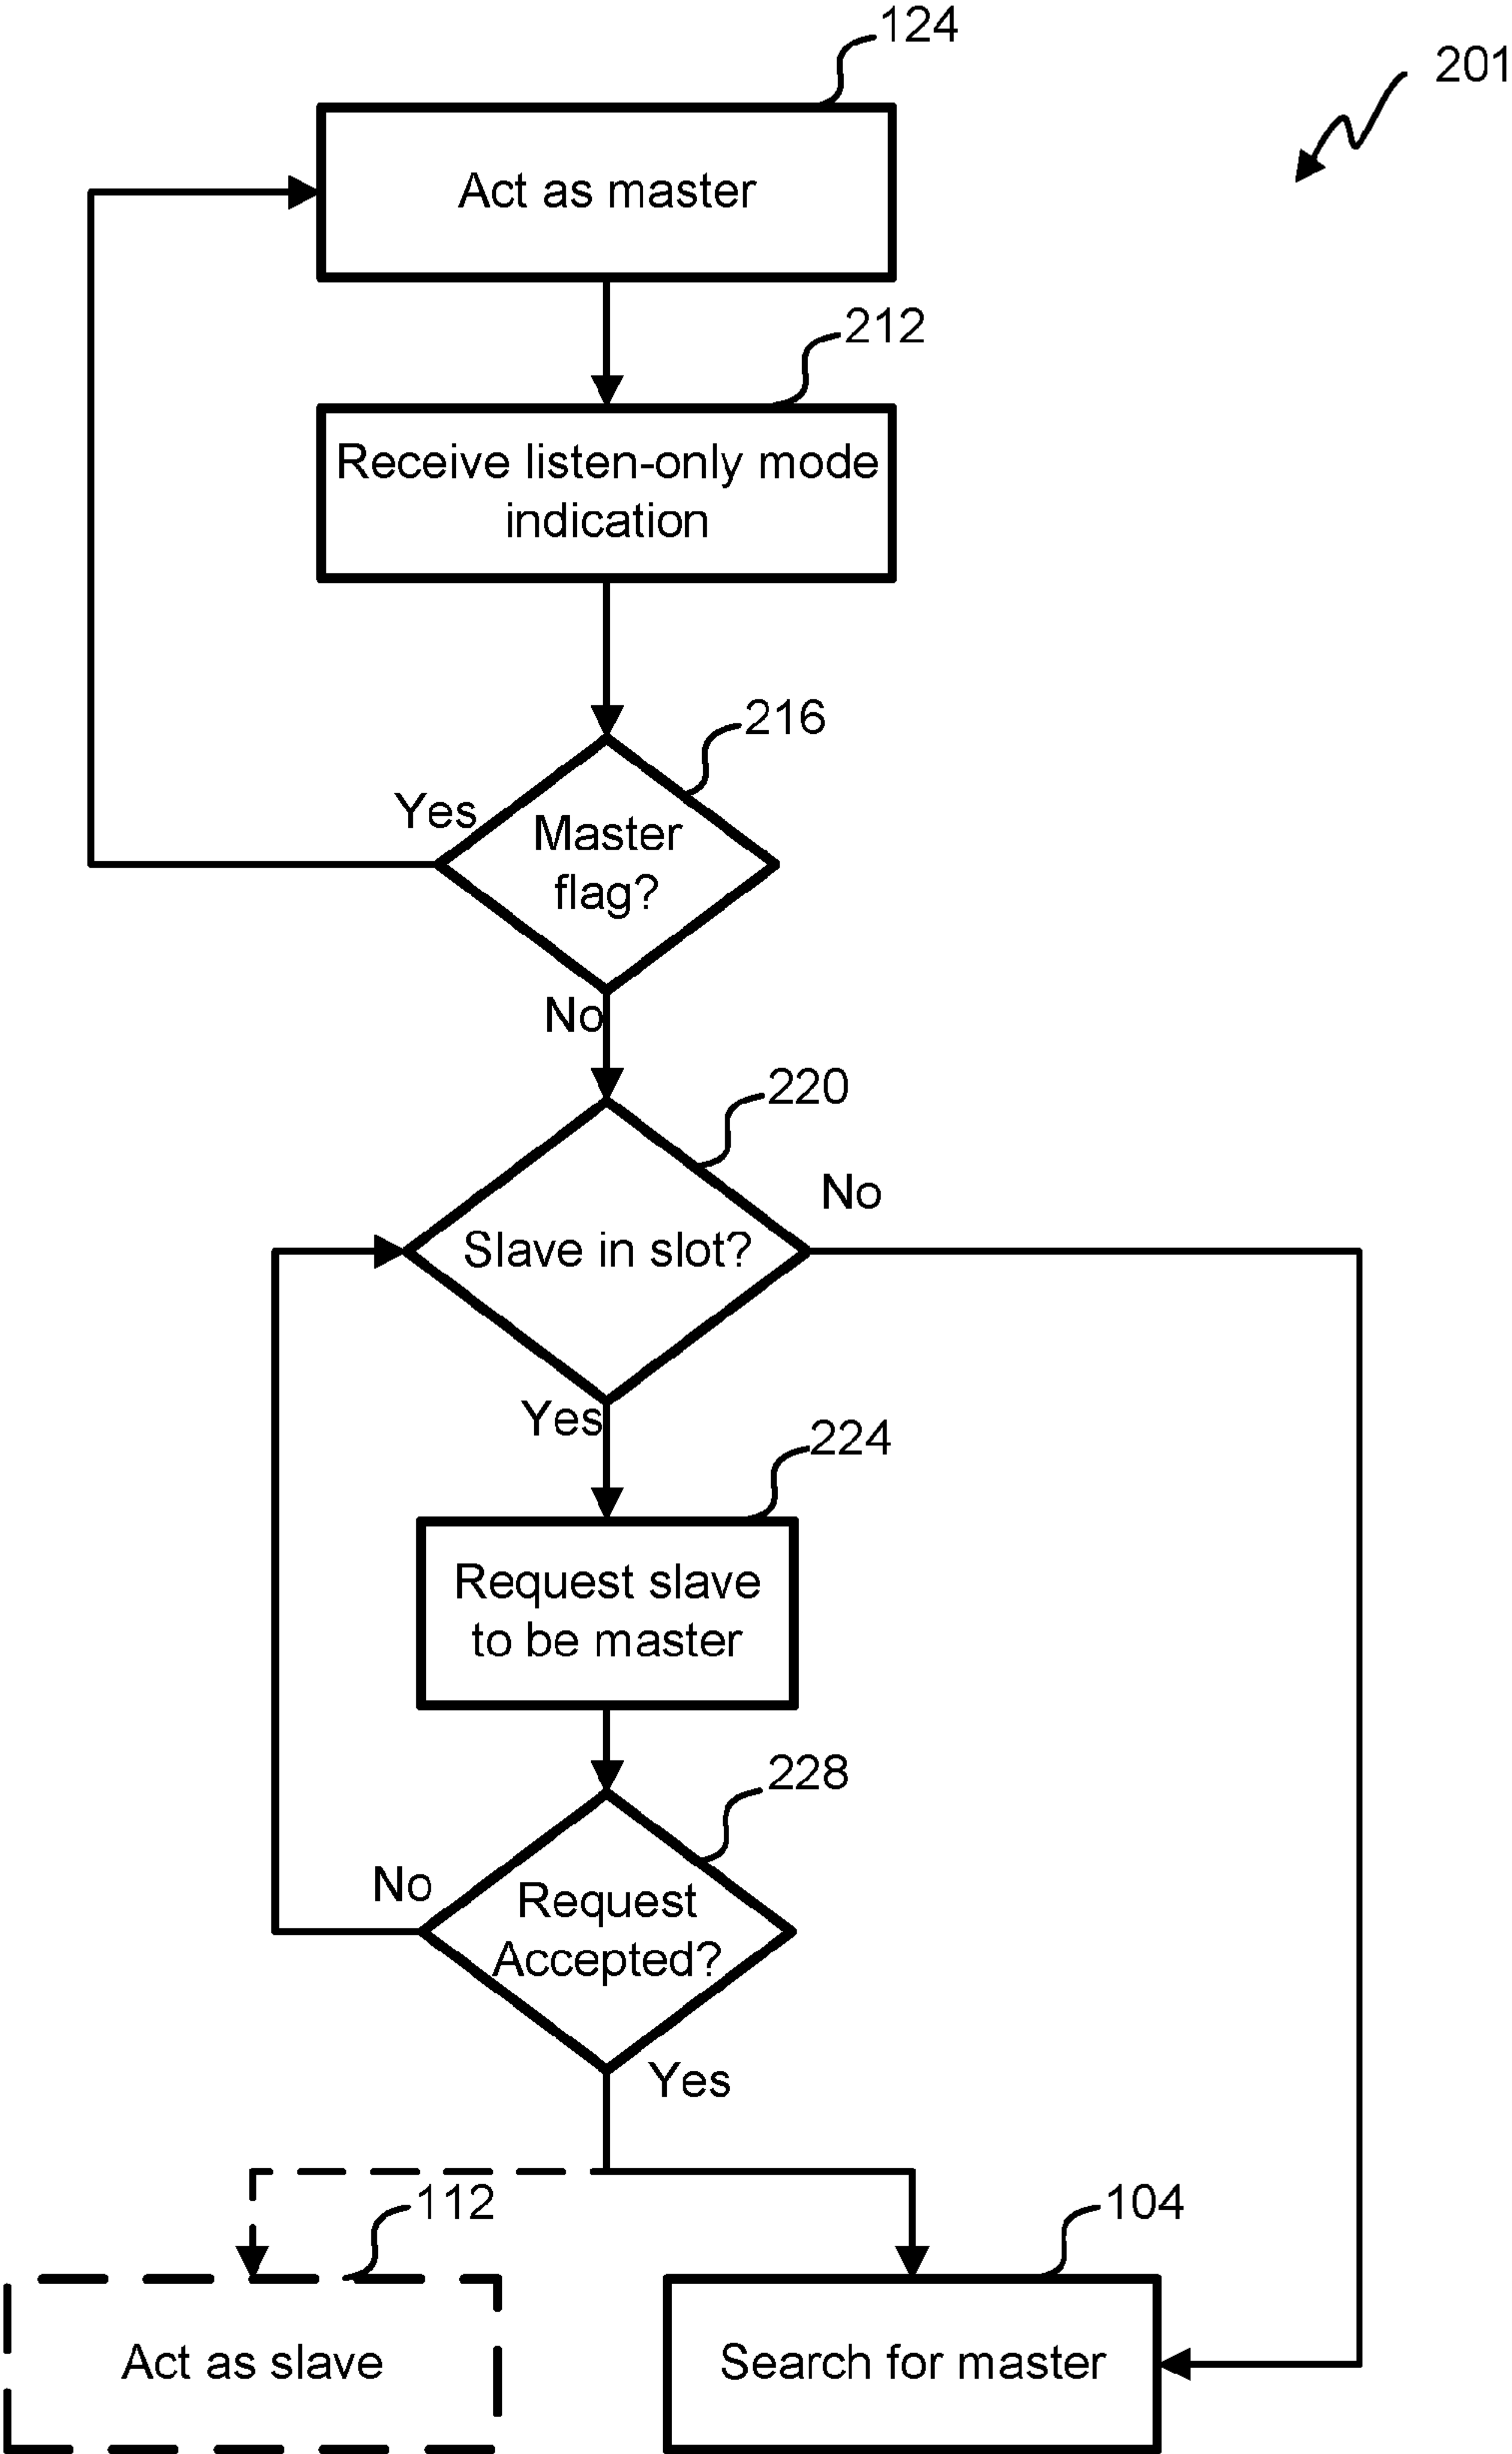 124
201
Act as master
212
Receive listen-only mode
indication
216
Yes
Master
flag?
No
220
No
Slave in slot?
Yes
224
Request slave
to be master
228
No
Request
Accepted?
Yes
112
104
Act as slave
Search for master